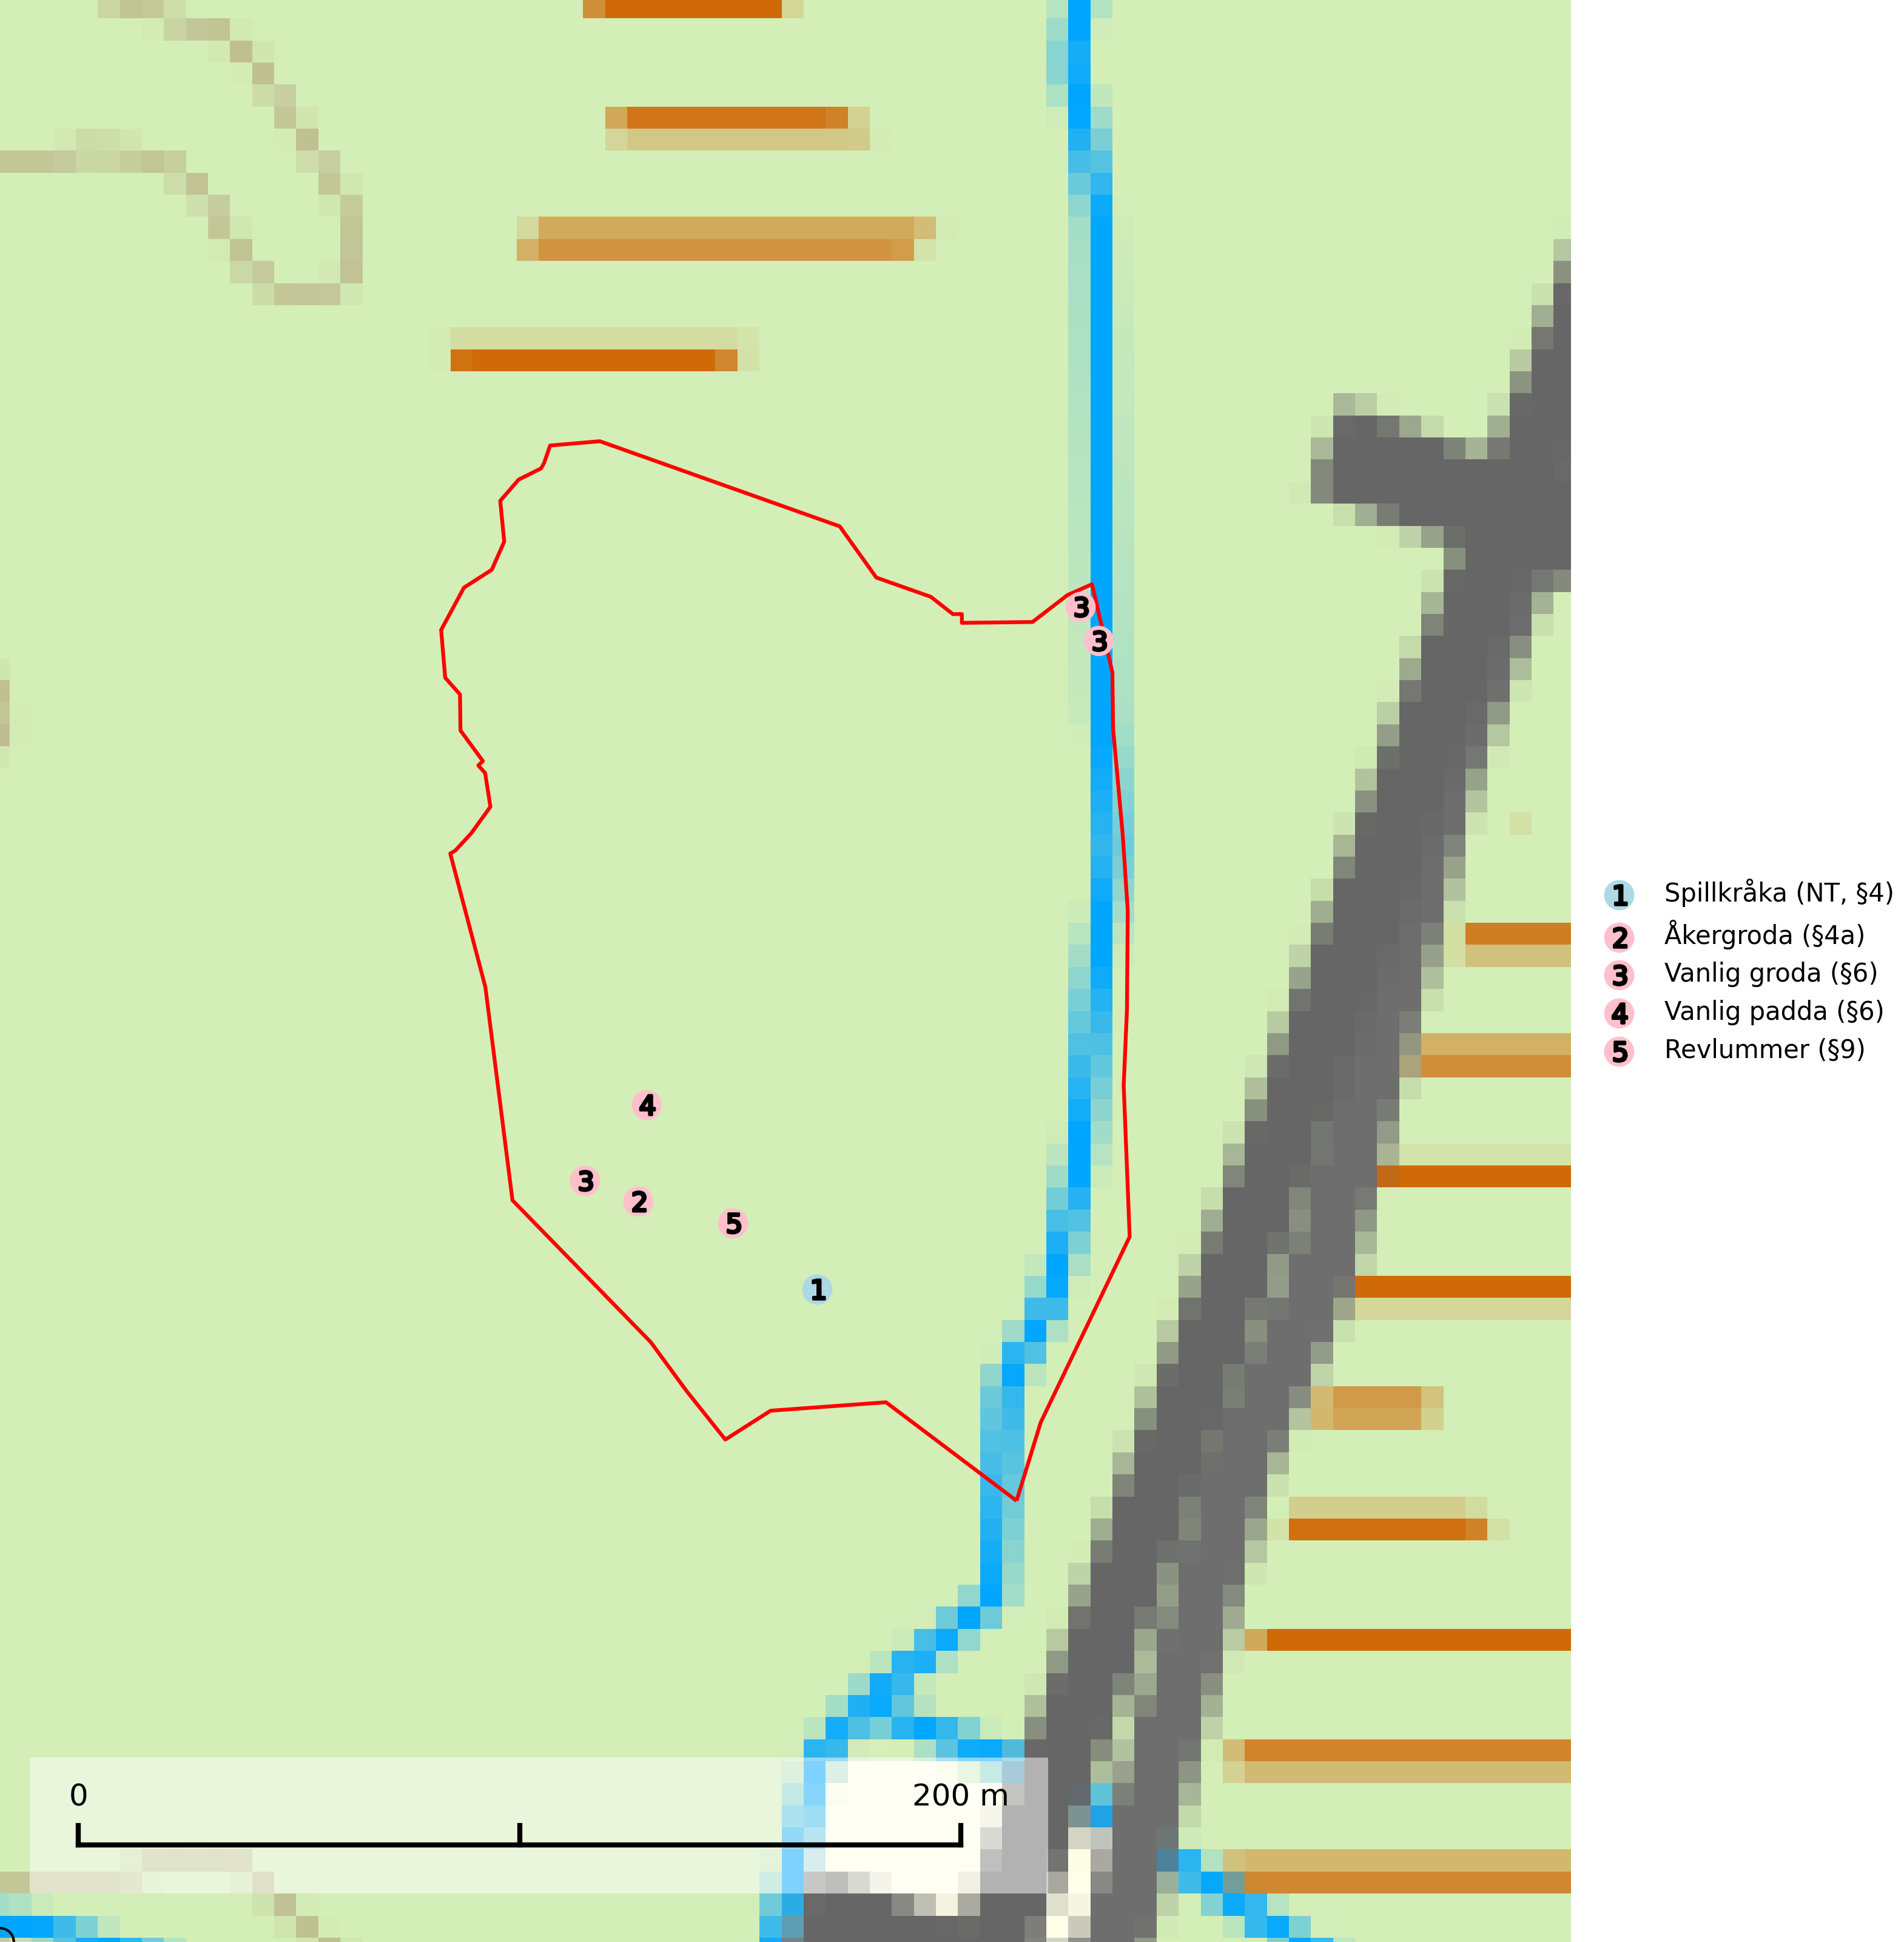 3
3
4
3
2
5
1
1 Spillkråka (NT, §4)
2 Åkergroda (§4a)
3 Vanlig groda (§6)
4 Vanlig padda (§6)
5 Revlummer (§9)
0 200 m